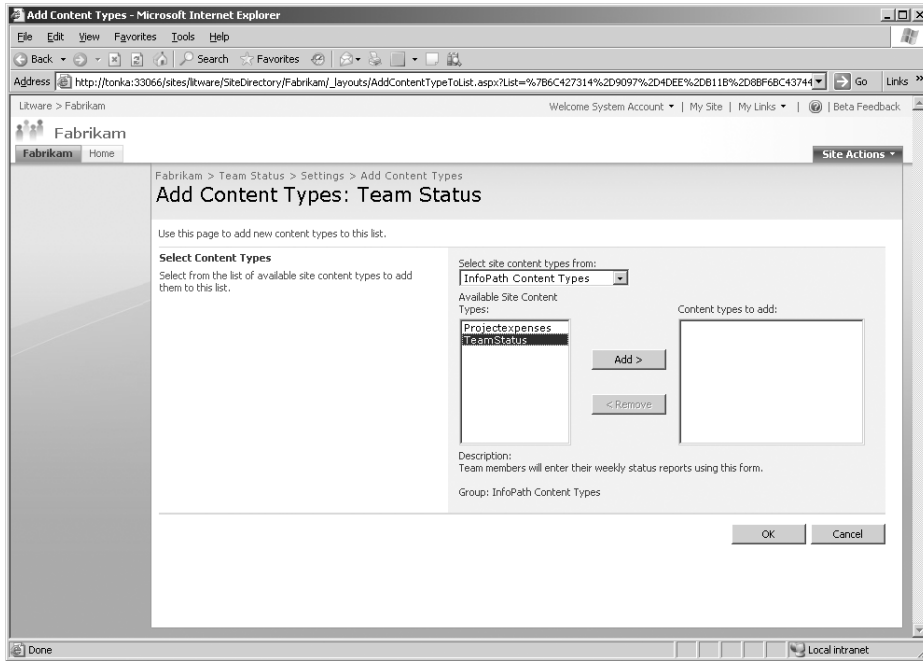 Add Content Types - Microsoft Internet Explorer
File Edit View Favorites Tools Help
Back Search Favorites
Address http://tonka:33066/sites/litware/SiteDirectory/Fabrikam/_layouts/AddContentTypeToList.aspx?List=%7B6C427314%2D9097%2D4DEE%2DB11B%2D8BF6BC43744 Go Links »
Litware > Fabrikam Welcome System Account | My Site | My Links | | Beta Feedback
Fabrikam
Fabrikam Home Site Actions
Fabrikam > Team Status > Settings > Add Content Types
Add Content Types: Team Status
Use this page to add new content types to this list.
Select Content Types
Select from the list of available site content types to add
them to this list.
Select site content types from:
InfoPath Content Types
Available Site Content
Types:
Projectexpenses
TeamStatus
Add >
< Remove
Content types to add:
Description:
Team members will enter their weekly status reports using this form.
Group: InfoPath Content Types
OK Cancel
Done Local intranet